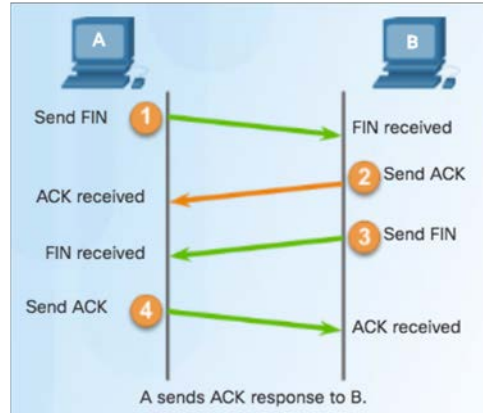 A
B
Send FIN
1
FIN received
2
Send ACK
ACK received
3
Send FIN
FIN received
Send ACK
4
ACK received
A sends ACK response to B.